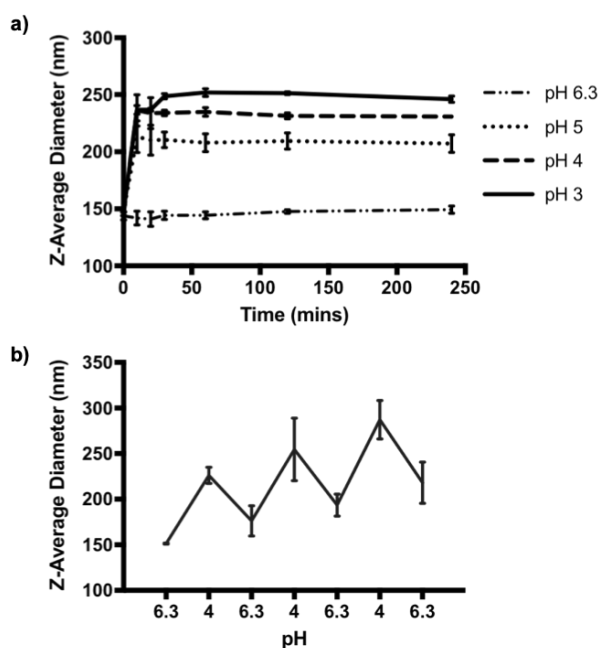 a)
Z-Average Diameter (nm)
300
250
200
150
100
0 50 100 150 200 250
Time (mins)
pH 6.3
pH 5
pH 4
pH 3
b)
Z-Average Diameter (nm)
350
300
250
200
150
100
6.3 4 6.3 4 6.3 4 6.3
pH